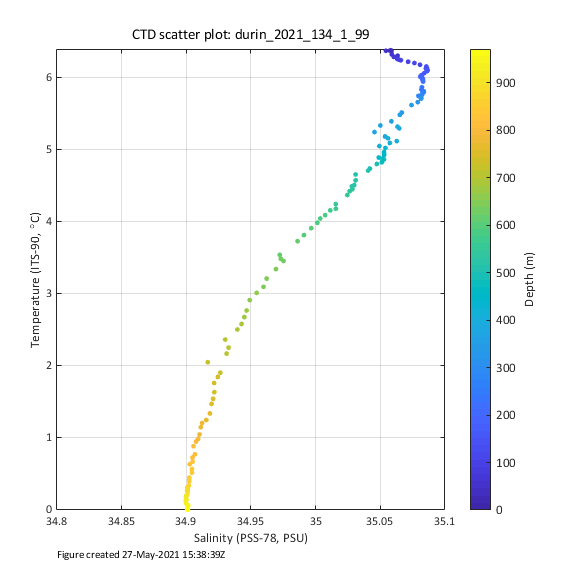 CTD scatter plot: durin_2021_134_1_99
6
5
4
3
2
1
0
Temperature (ITS-90, °C)
34.8 34.85 34.9 34.95 35 35.05 35.1
Salinity (PSS-78, PSU)
900
800
700
600
500
400
300
200
100
0
Depth (m)
Figure created 27-May-2021 15:38:39Z